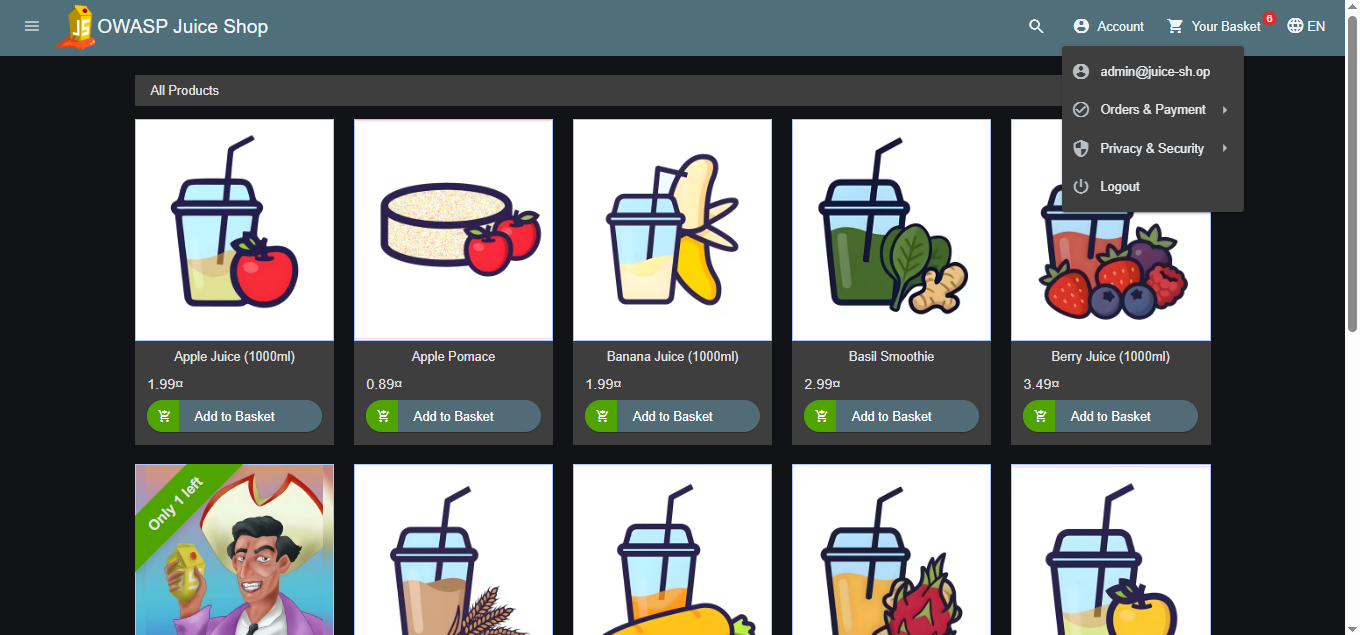 OWASP Juice Shop
Account
Your Basket
6
EN
admin@juice-sh.op
Orders & Payment
Privacy & Security
Logout
All Products
Apple Juice (1000ml)
1.99¤
Add to Basket
Apple Pomace
0.89¤
Add to Basket
Banana Juice (1000ml)
1.99¤
Add to Basket
Basil Smoothie
2.99¤
Add to Basket
Berry Juice (1000ml)
3.49¤
Add to Basket
Only 1 left